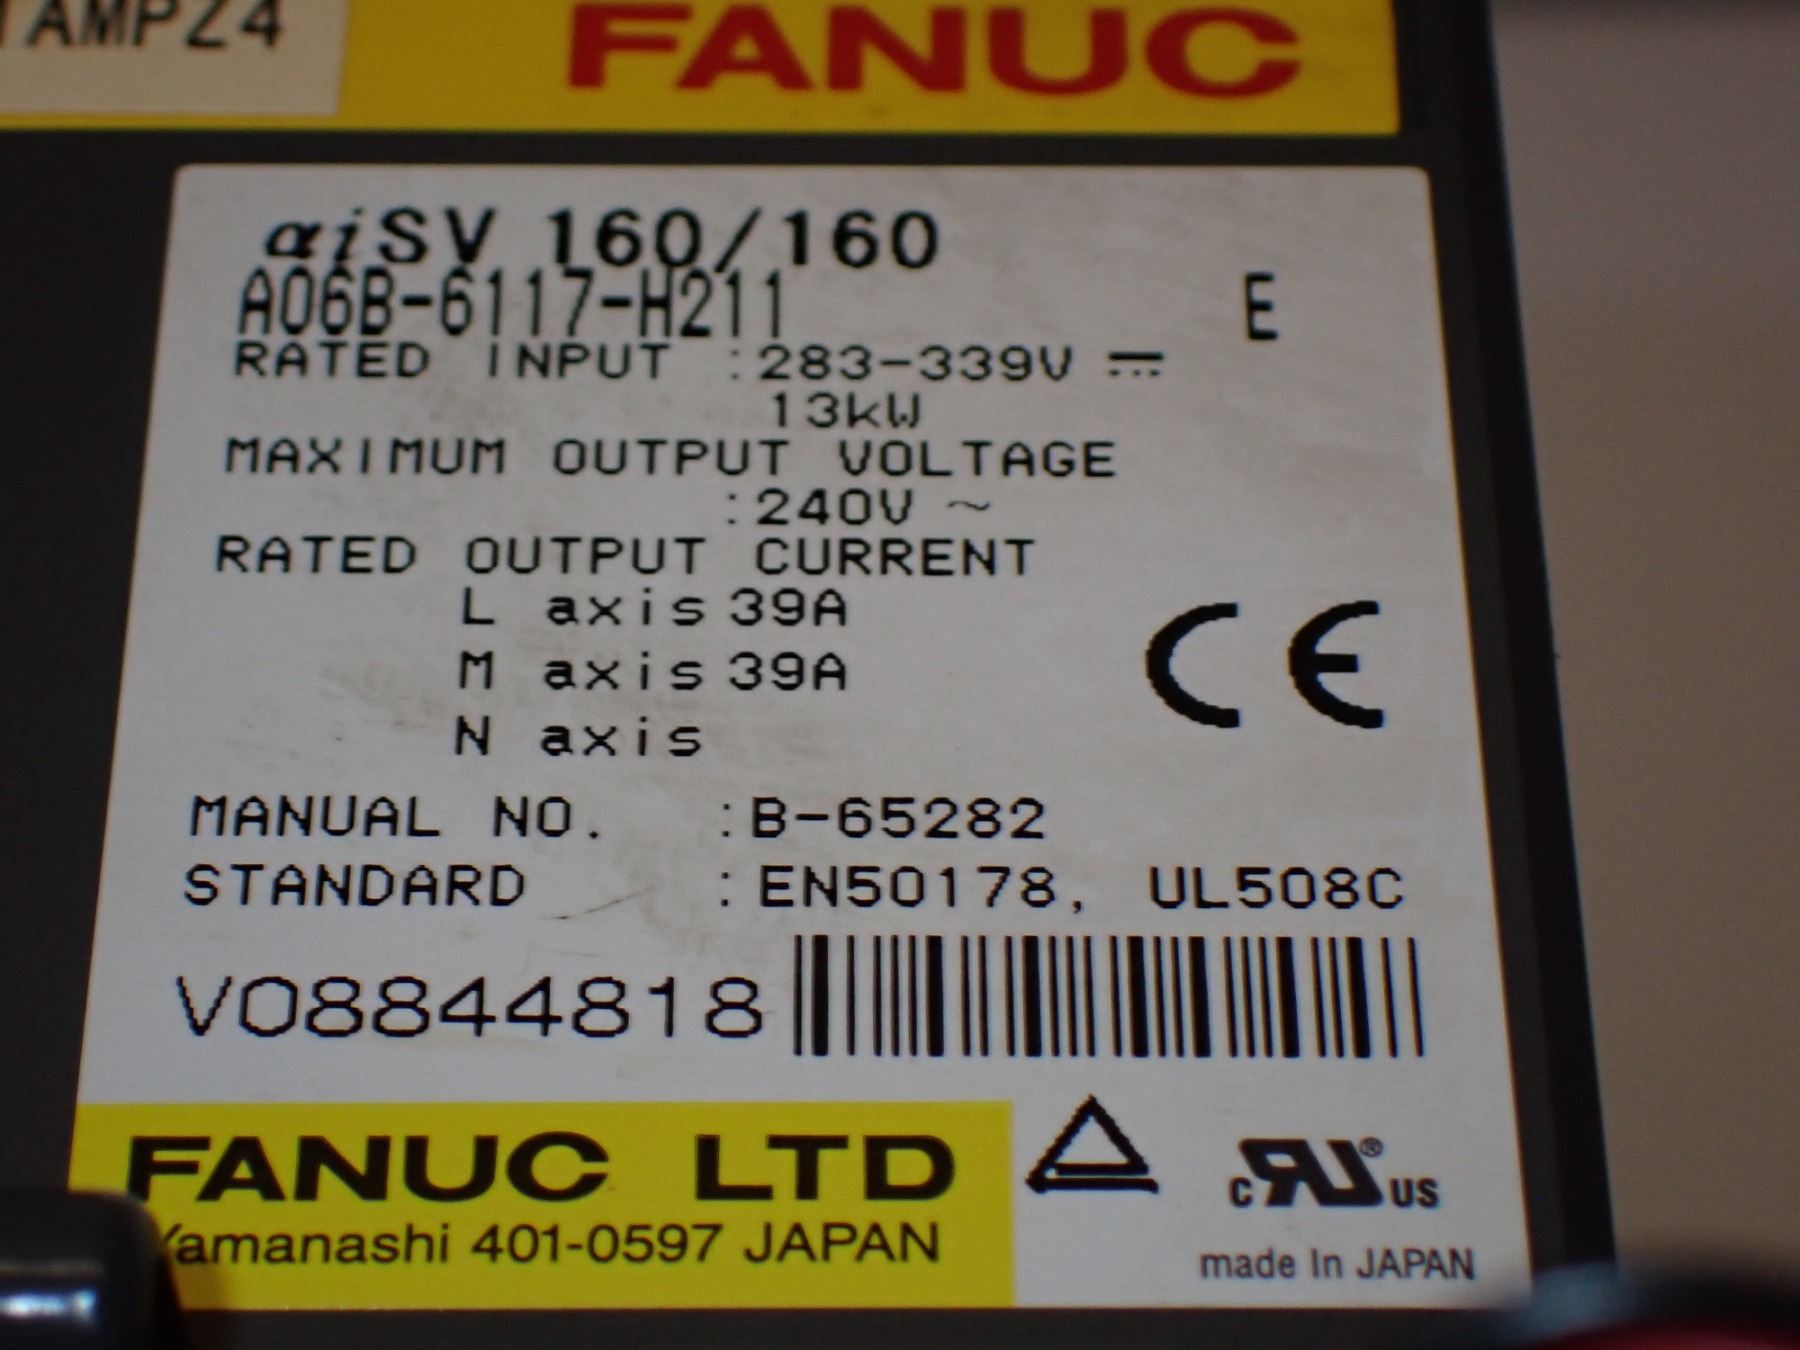 TAMPZ4
FANUC
αiSV 160/160
A06B-6117-H211 E
RATED INPUT :283-339V ⎓
13kW
MAXIMUM OUTPUT VOLTAGE
:240V ~
RATED OUTPUT CURRENT
L axis 39A
M axis 39A
N axis
CE
MANUAL NO. :B-65282
STANDARD :EN50178, UL508C
V08844818
FANUC LTD
Yamanashi 401-0597 JAPAN
c RU ® US
made In JAPAN